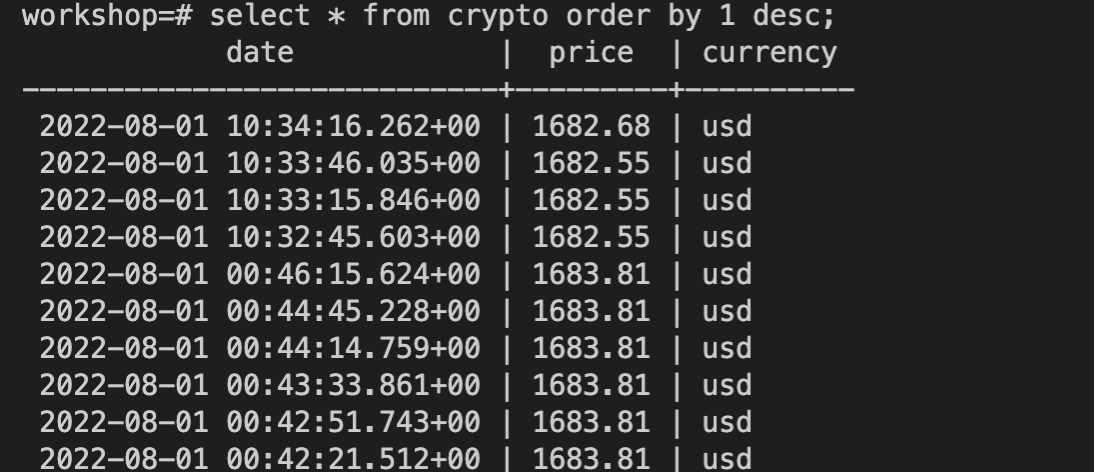 workshop=# select * from crypto order by 1 desc;
            date            |  price  | currency
----------------------------+---------+----------
 2022-08-01 10:34:16.262+00 | 1682.68 | usd
 2022-08-01 10:33:46.035+00 | 1682.55 | usd
 2022-08-01 10:33:15.846+00 | 1682.55 | usd
 2022-08-01 10:32:45.603+00 | 1682.55 | usd
 2022-08-01 00:46:15.624+00 | 1683.81 | usd
 2022-08-01 00:44:45.228+00 | 1683.81 | usd
 2022-08-01 00:44:14.759+00 | 1683.81 | usd
 2022-08-01 00:43:33.861+00 | 1683.81 | usd
 2022-08-01 00:42:51.743+00 | 1683.81 | usd
 2022-08-01 00:42:21.512+00 | 1683.81 | usd